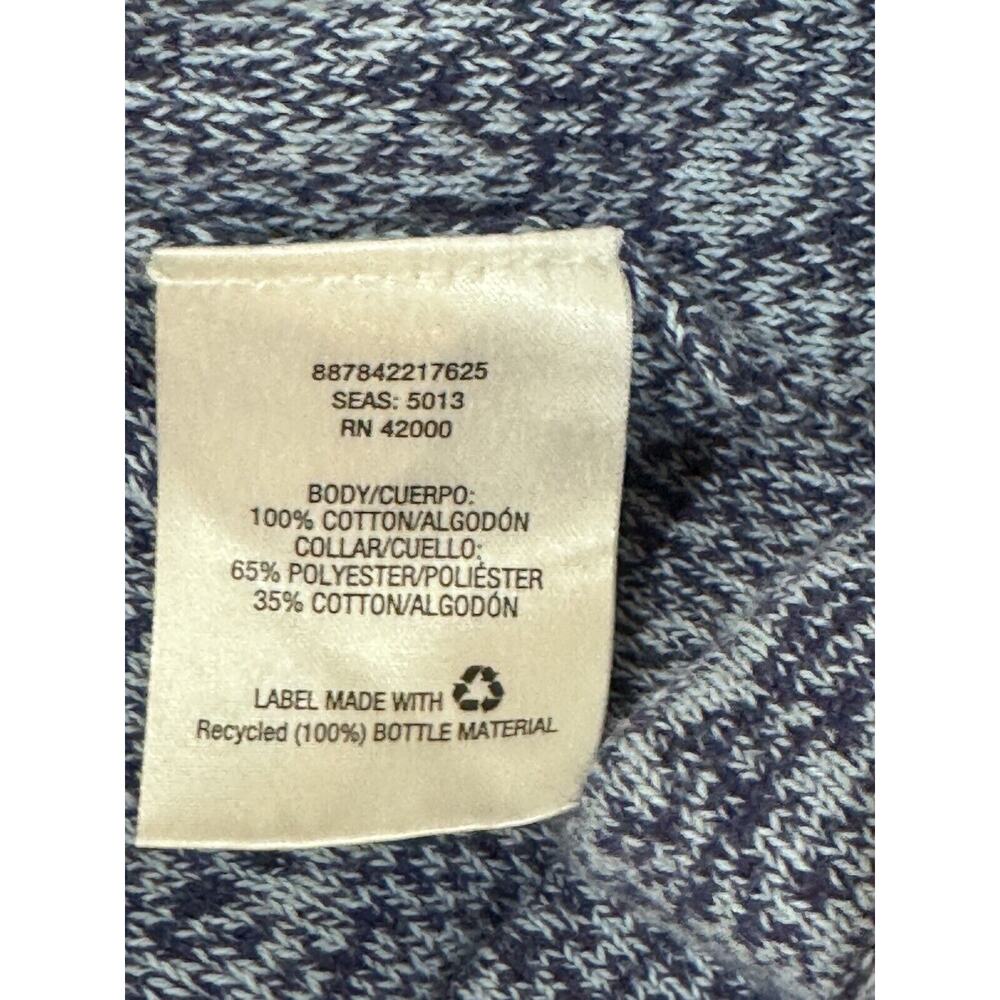 887842217625
SEAS: 5013
RN 42000
BODY/CUERPO:
100% COTTON/ALGODÓN
COLLAR/CUELLO:
65% POLYESTER/POLIÉSTER
35% COTTON/ALGODÓN
LABEL MADE WITH
Recycled (100%) BOTTLE MATERIAL